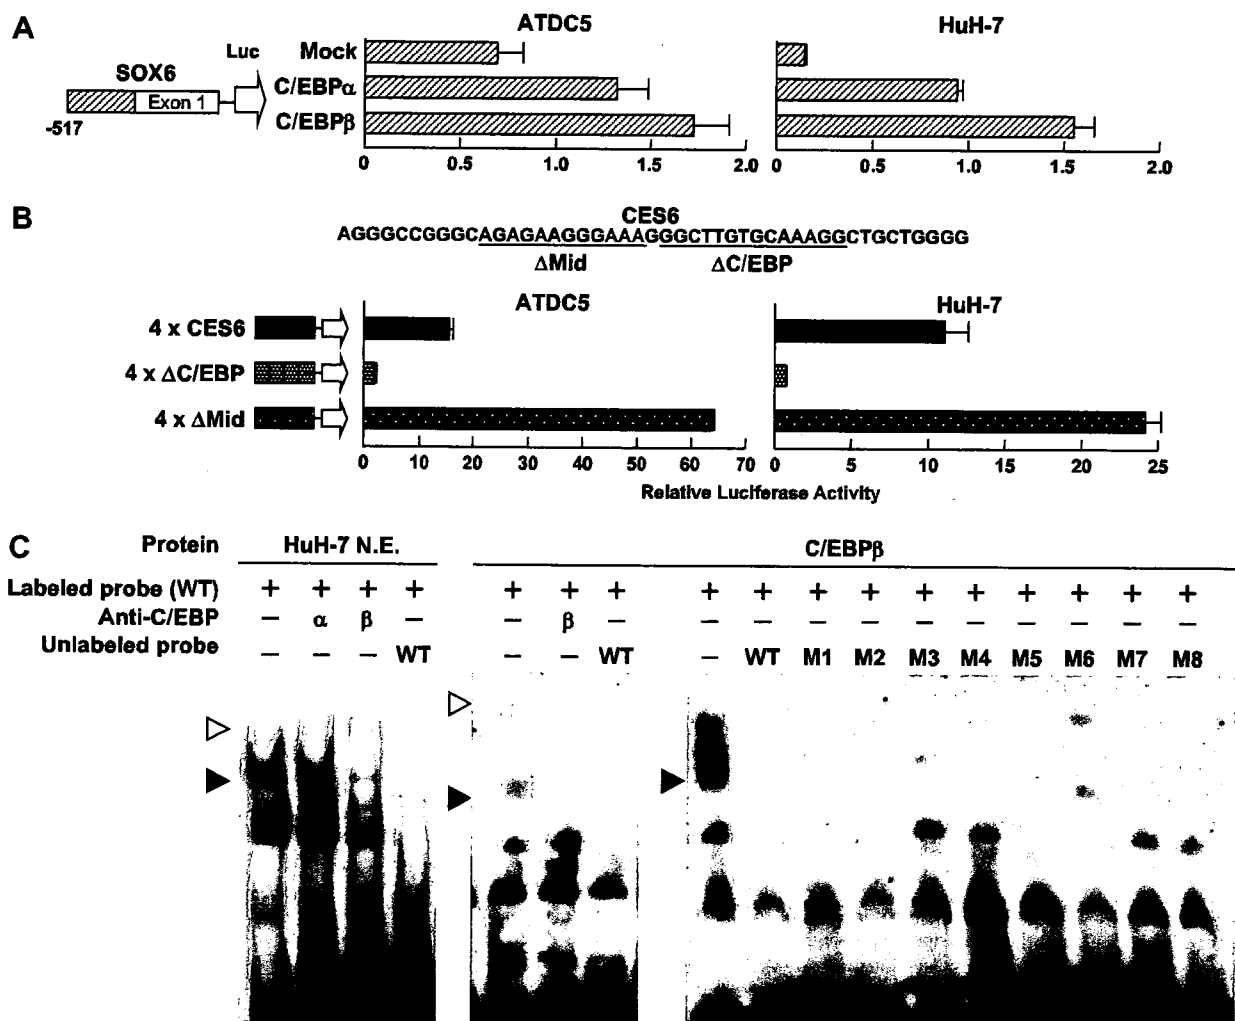 A
ATDC5
HuH-7
Luc
SOX6
Exon 1
-517
Mock
C/EBPα
C/EBPβ
0 0.5 1.0 1.5 2.0
0 0.5 1.0 1.5 2.0
B
CES6
AGGGCCGGGCAGAGAAGGGAAAGGGCTTGTGCAAAGGCTGCTGGGG
ΔMid ΔC/EBP
ATDC5
HuH-7
4 x CES6
4 x ΔC/EBP
4 x ΔMid
0 10 20 30 40 50 60 70
0 5 10 15 20 25
Relative Luciferase Activity
C
Protein HuH-7 N.E. C/EBPβ
Labeled probe (WT) + + + + + + + + + + + + + + + + +
Anti-C/EBP – α β – – β – – – – – – – – – – –
Unlabeled probe – – – WT – – WT – WT M1 M2 M3 M4 M5 M6 M7 M8